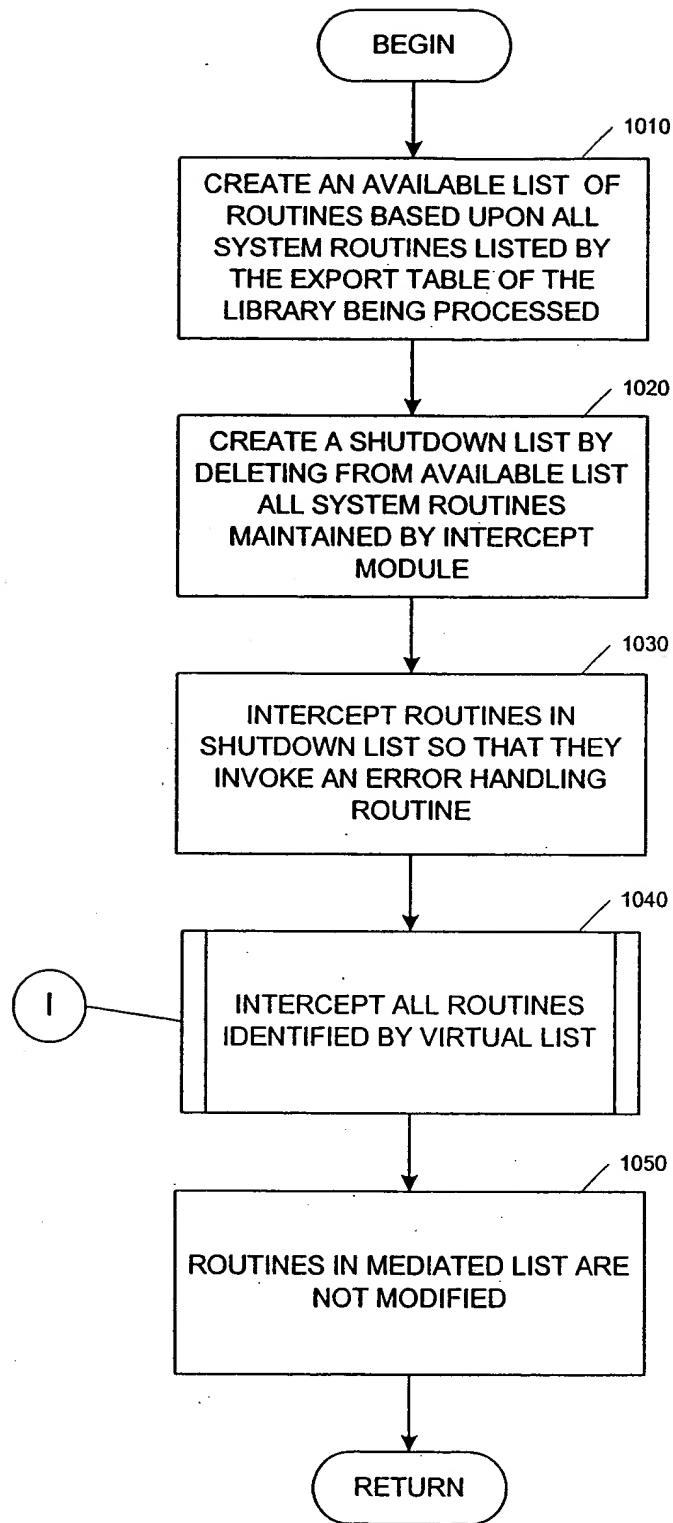 BEGIN
1010
CREATE AN AVAILABLE LIST OF
ROUTINES BASED UPON ALL
SYSTEM ROUTINES LISTED BY
THE EXPORT TABLE OF THE
LIBRARY BEING PROCESSED
1020
CREATE A SHUTDOWN LIST BY
DELETING FROM AVAILABLE LIST
ALL SYSTEM ROUTINES
MAINTAINED BY INTERCEPT
MODULE
1030
INTERCEPT ROUTINES IN
SHUTDOWN LIST SO THAT THEY
INVOKE AN ERROR HANDLING
ROUTINE
1040
I
INTERCEPT ALL ROUTINES
IDENTIFIED BY VIRTUAL LIST
1050
ROUTINES IN MEDIATED LIST ARE
NOT MODIFIED
RETURN